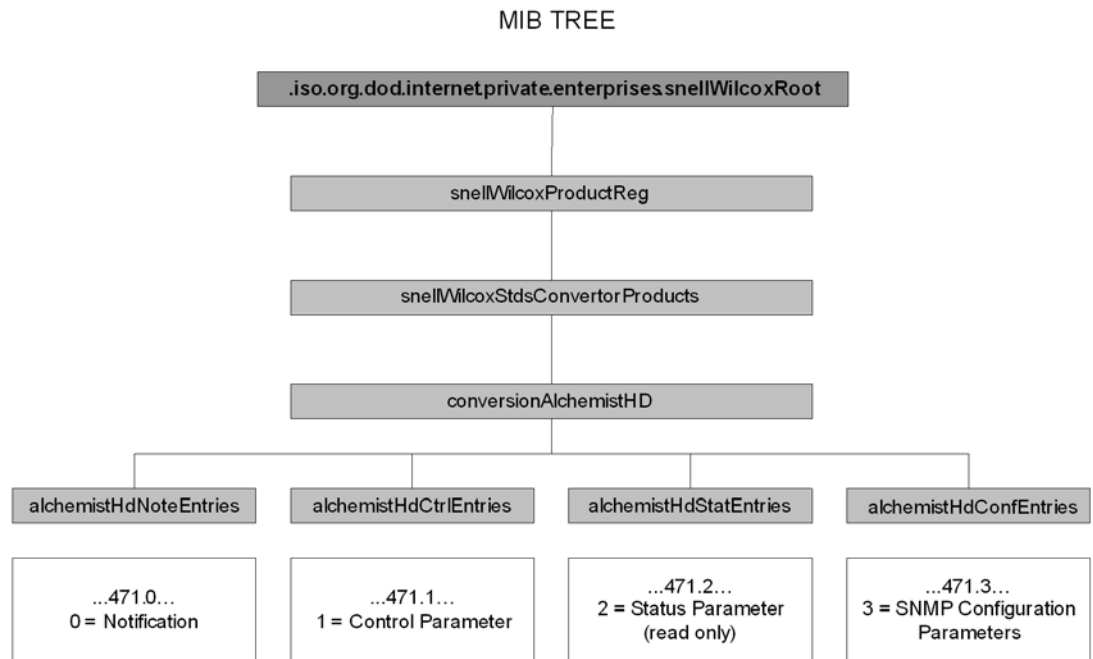 MIB TREE
.iso.org.dod.internet.private.enterprises.snellWilcoxRoot
snellWilcoxProductReg
snellWilcoxStdsConvertorProducts
conversionAlchemistHD
alchemistHdNoteEntries
alchemistHdCtrlEntries
alchemistHdStatEntries
alchemistHdConfEntries
...471.0...
0 = Notification
...471.1...
1 = Control Parameter
...471.2...
2 = Status Parameter
(read only)
...471.3...
3 = SNMP Configuration
Parameters